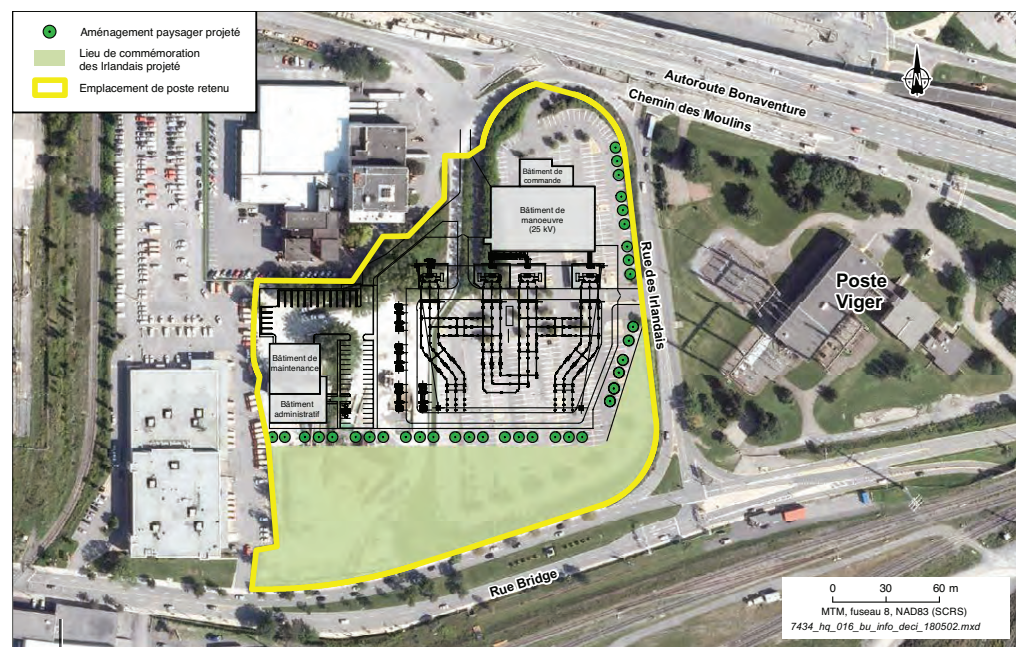 Aménagement paysager projeté
Lieu de commémoration
des Irlandais projeté
Emplacement de poste retenu
Autoroute Bonaventure
Chemin des Moulins
Bâtiment de
commande
Bâtiment de
manoeuvre
(25 kV)
Rue des Irlandais
Poste
Viger
Bâtiment de
maintenance
Bâtiment
administratif
Rue Bridge
0 30 60 m
MTM, fuseau 8, NAD83 (SCRS)
7434_hq_016_bu_info_deci_180502.mxd